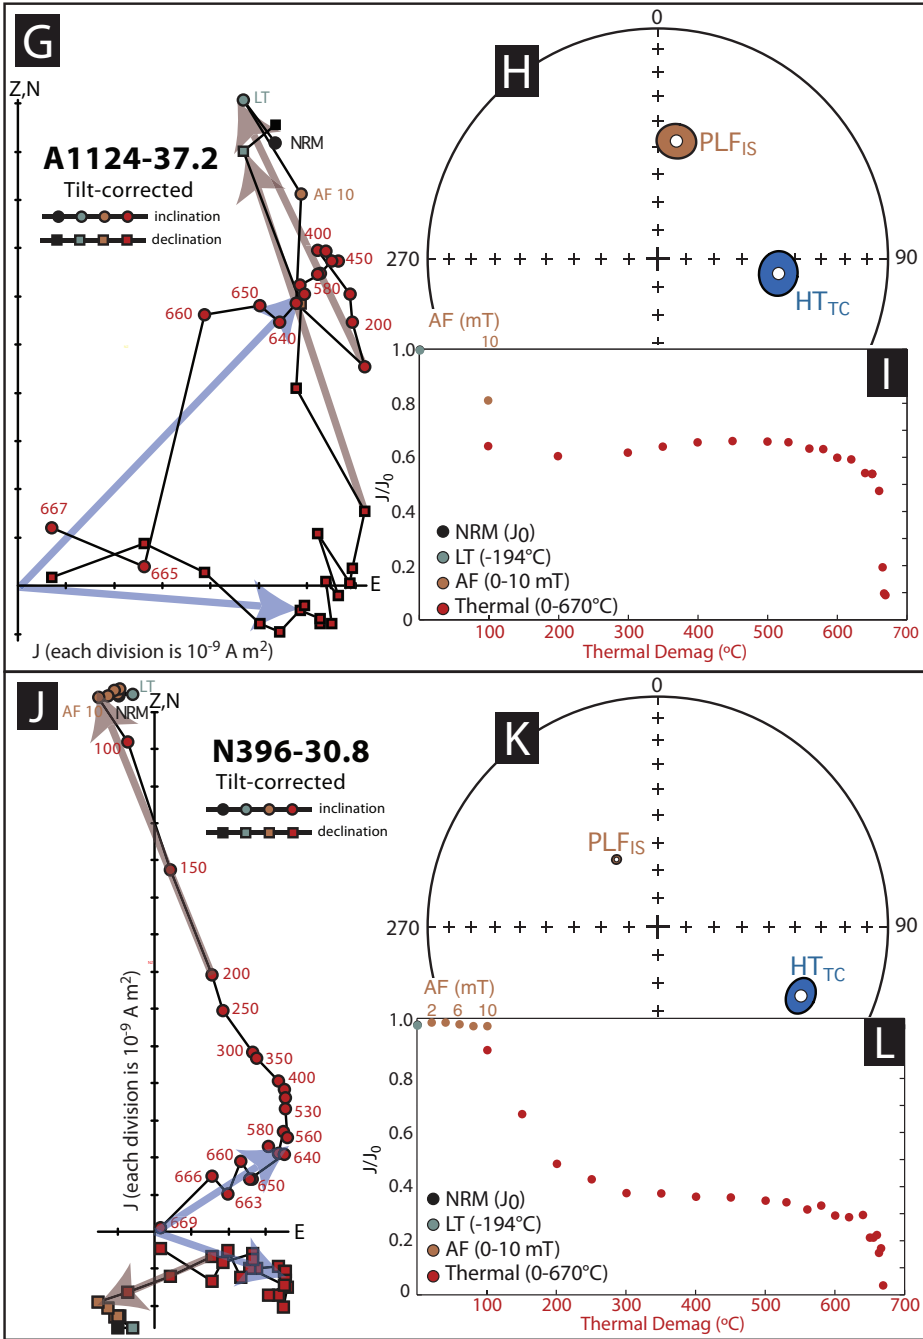 G
Z,N
LT
NRM
A1124-37.2
Tilt-corrected
inclination
declination
AF 10
400
450
580
200
650
640
660
667
665
E
J (each division is 10⁻⁹ A m²)
H
0
PLF_IS
270
90
HT_TC
AF (mT)
10
I
1.0
0.8
0.6
0.4
0.2
0
J/J₀
NRM (J₀)
LT (-194°C)
AF (0-10 mT)
Thermal (0-670°C)
100 200 300 400 500 600 700
Thermal Demag (ºC)
J
LT
Z,N
AF 10
NRM
100
N396-30.8
Tilt-corrected
inclination
declination
150
200
250
300
350
400
530
580
560
640
660
650
666
663
669
E
J (each division is 10⁻⁹ A m²)
K
0
PLF_IS
270
90
HT_TC
AF (mT)
2 6 10
L
1.0
0.8
0.6
0.4
0.2
0
J/J₀
NRM (J₀)
LT (-194°C)
AF (0-10 mT)
Thermal (0-670°C)
100 200 300 400 500 600 700
Thermal Demag (ºC)